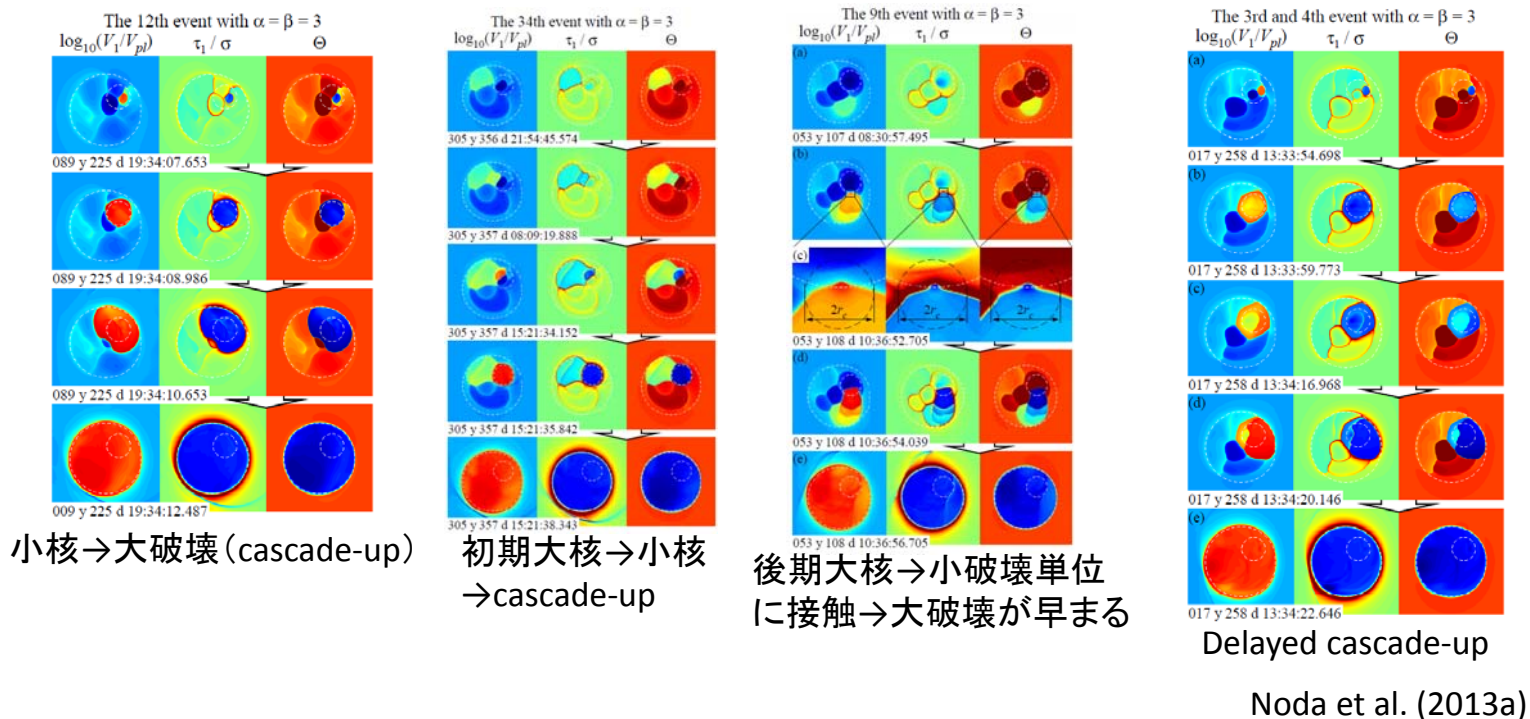 The 12th event with α = β = 3
log₁₀(V₁/Vₚₗ) τ₁ / σ Θ
089 y 225 d 19:34:07.653
089 y 225 d 19:34:08.986
089 y 225 d 19:34:10.653
009 y 225 d 19:34:12.487
小核→大破壊(cascade-up)
The 34th event with α = β = 3
log₁₀(V₁/Vₚₗ) τ₁ / σ Θ
305 y 356 d 21:54:45.574
305 y 357 d 08:09:19.888
305 y 357 d 15:21:34.152
305 y 357 d 15:21:35.842
305 y 357 d 15:21:38.343
初期大核→小核
→cascade-up
The 9th event with α = β = 3
log₁₀(V₁/Vₚₗ) τ₁ / σ Θ
(a)
053 y 107 d 08:30:57.495
(b)
(c)
2r꜀ 2r꜀ 2r꜀
053 y 108 d 10:36:52.705
(d)
053 y 108 d 10:36:54.039
(e)
053 y 108 d 10:36:56.705
後期大核→小破壊単位
に接触→大破壊が早まる
The 3rd and 4th event with α = β = 3
log₁₀(V₁/Vₚₗ) τ₁ / σ Θ
(a)
017 y 258 d 13:33:54.698
(b)
017 y 258 d 13:33:59.773
(c)
017 y 258 d 13:34:16.968
(d)
017 y 258 d 13:34:20.146
(e)
017 y 258 d 13:34:22.646
Delayed cascade-up
Noda et al. (2013a)